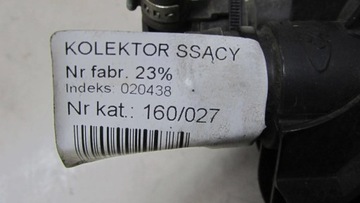 KOLEKTOR SSĄCY
Nr fabr. 23%
Indeks: 020438
Nr kat.: 160/027